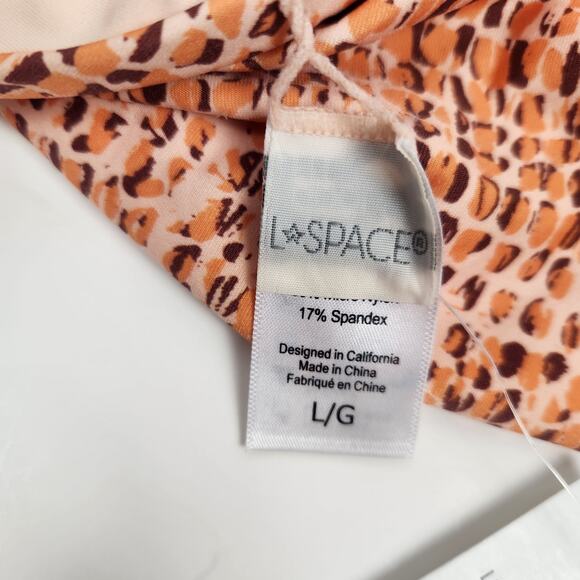 L★SPACE®
17% Spandex
Designed in California
Made in China
Fabriqué en Chine
L/G